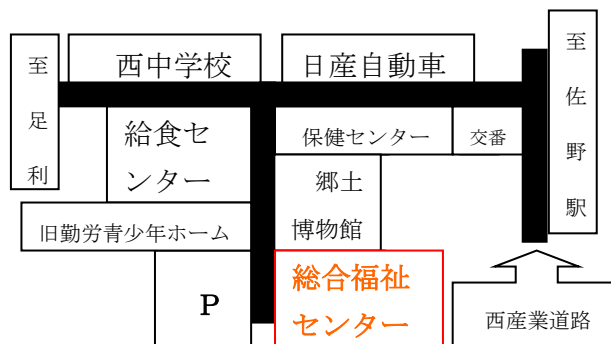 至足利
西中学校
日産自動車
至佐野駅
給食セ
ンター
保健センター
交番
郷土
博物館
旧勤労青少年ホーム
P
総合福祉
センター
西産業道路